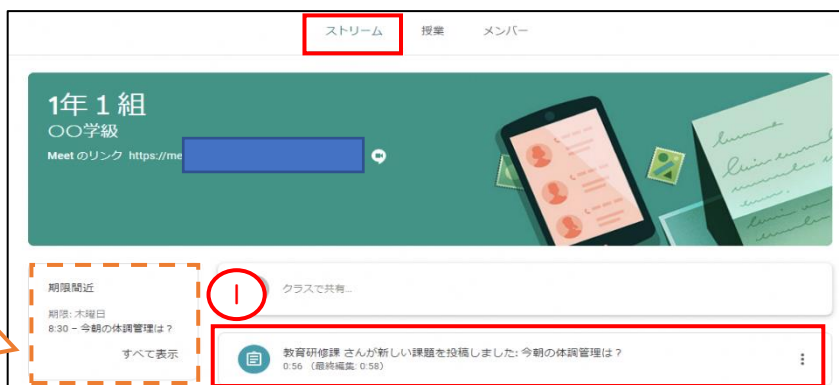 ストリーム 授業 メンバー
1年１組
〇〇学級
Meet のリンク https://me
期限間近
期限: 木曜日
8:30 – 今朝の体調管理は？
すべて表示
1
クラスで共有...
教育研修課 さんが新しい課題を投稿しました: 今朝の体調管理は？
0:56 （最終編集: 0:58）